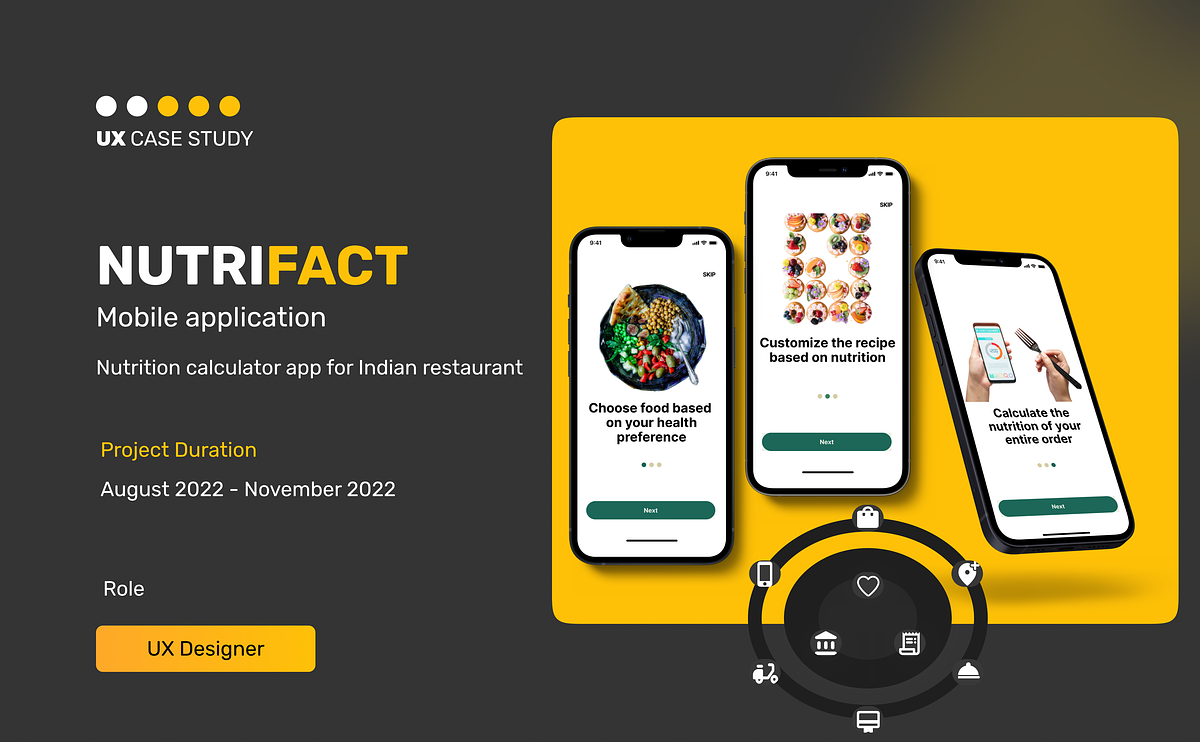 UX CASE STUDY
NUTRIFACT
Mobile application
Nutrition calculator app for Indian restaurant
Project Duration
August 2022 - November 2022
Role
UX Designer
9:41
SKIP
Choose food based
on your health
preference
Next
9:41
SKIP
Customize the recipe
based on nutrition
Next
9:41
Calculate the
nutrition of your
entire order
Next